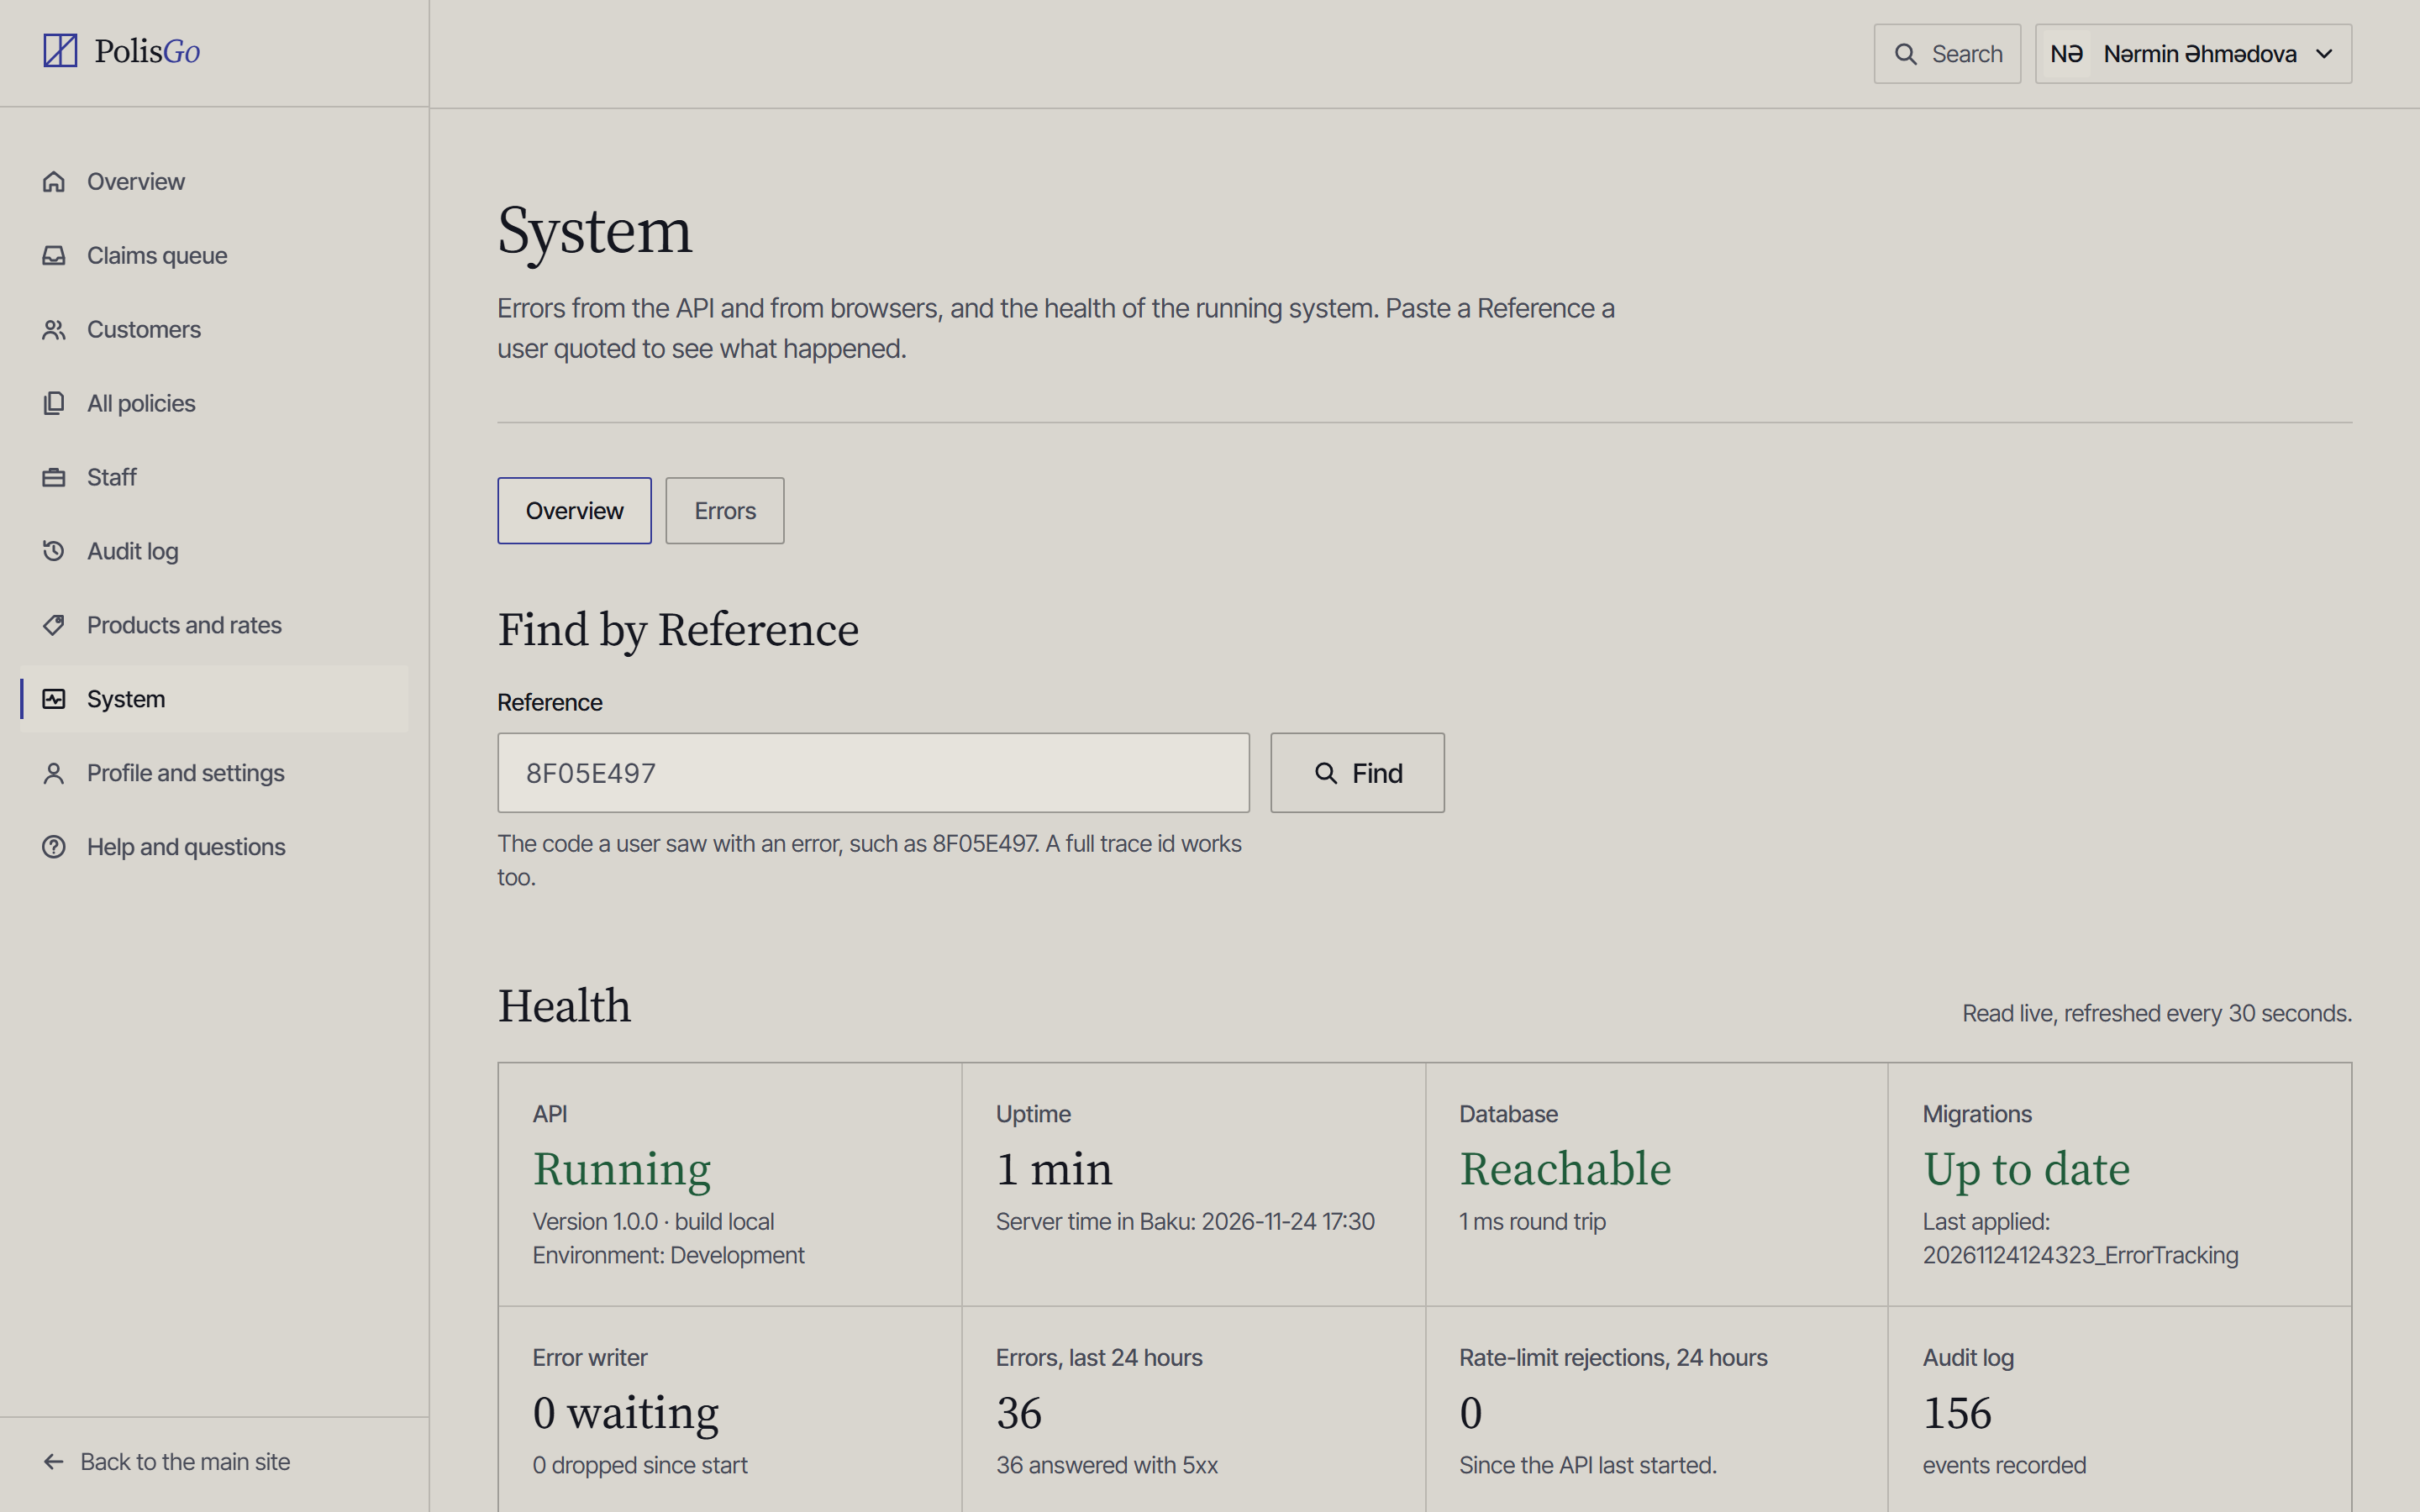 PolisGo
Search
NƏ Nərmin Əhmədova
Overview
Claims queue
Customers
All policies
Staff
Audit log
Products and rates
System
Profile and settings
Help and questions
Back to the main site
System
Errors from the API and from browsers, and the health of the running system. Paste a Reference a
user quoted to see what happened.
Overview
Errors
Find by Reference
Reference
8F05E497
Find
The code a user saw with an error, such as 8F05E497. A full trace id works
too.
Health
Read live, refreshed every 30 seconds.
API
Running
Version 1.0.0 · build local
Environment: Development
Uptime
1 min
Server time in Baku: 2026-11-24 17:30
Database
Reachable
1 ms round trip
Migrations
Up to date
Last applied:
20261124124323_ErrorTracking
Error writer
0 waiting
0 dropped since start
Errors, last 24 hours
36
36 answered with 5xx
Rate-limit rejections, 24 hours
0
Since the API last started.
Audit log
156
events recorded